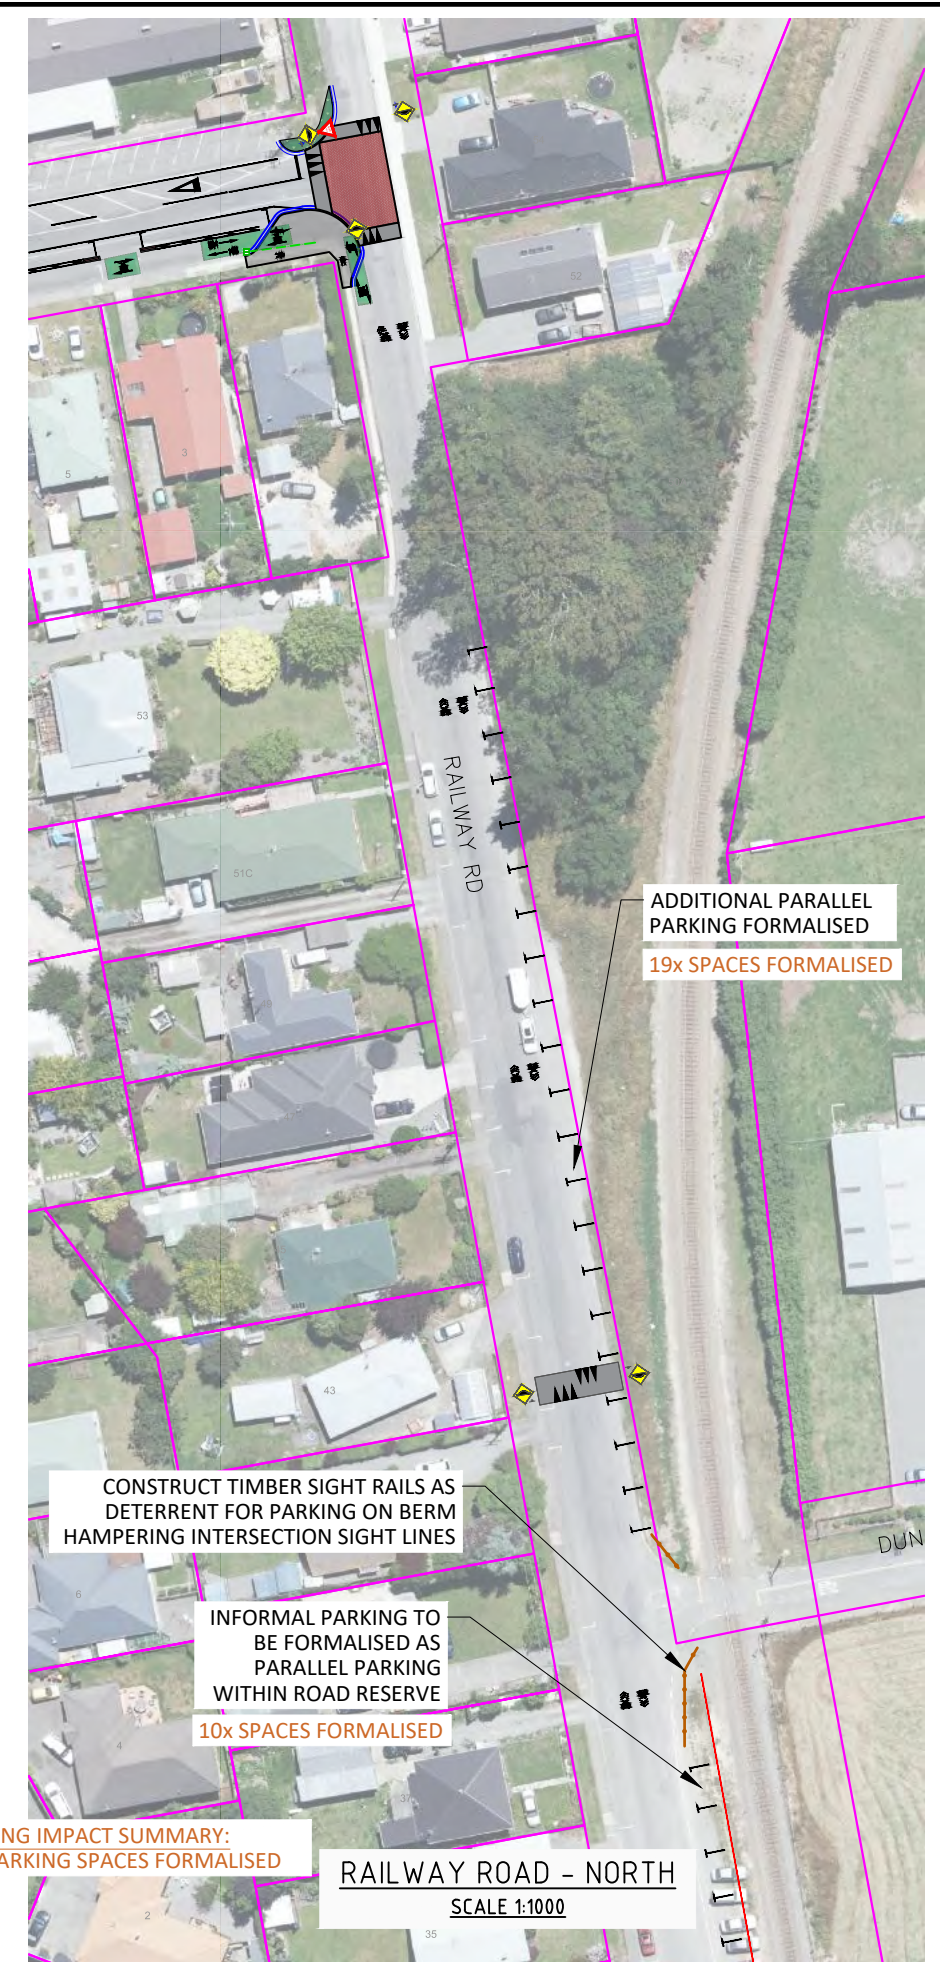 52
3
5
53
RAILWAY RD
51C
ADDITIONAL PARALLEL
PARKING FORMALISED
19x SPACES FORMALISED
43
CONSTRUCT TIMBER SIGHT RAILS AS
DETERRENT FOR PARKING ON BERM
HAMPERING INTERSECTION SIGHT LINES
DUN
6
INFORMAL PARKING TO
BE FORMALISED AS
PARALLEL PARKING
WITHIN ROAD RESERVE
10x SPACES FORMALISED
4
37
NG IMPACT SUMMARY:
ARKING SPACES FORMALISED
RAILWAY ROAD - NORTH
SCALE 1:1000
2
35